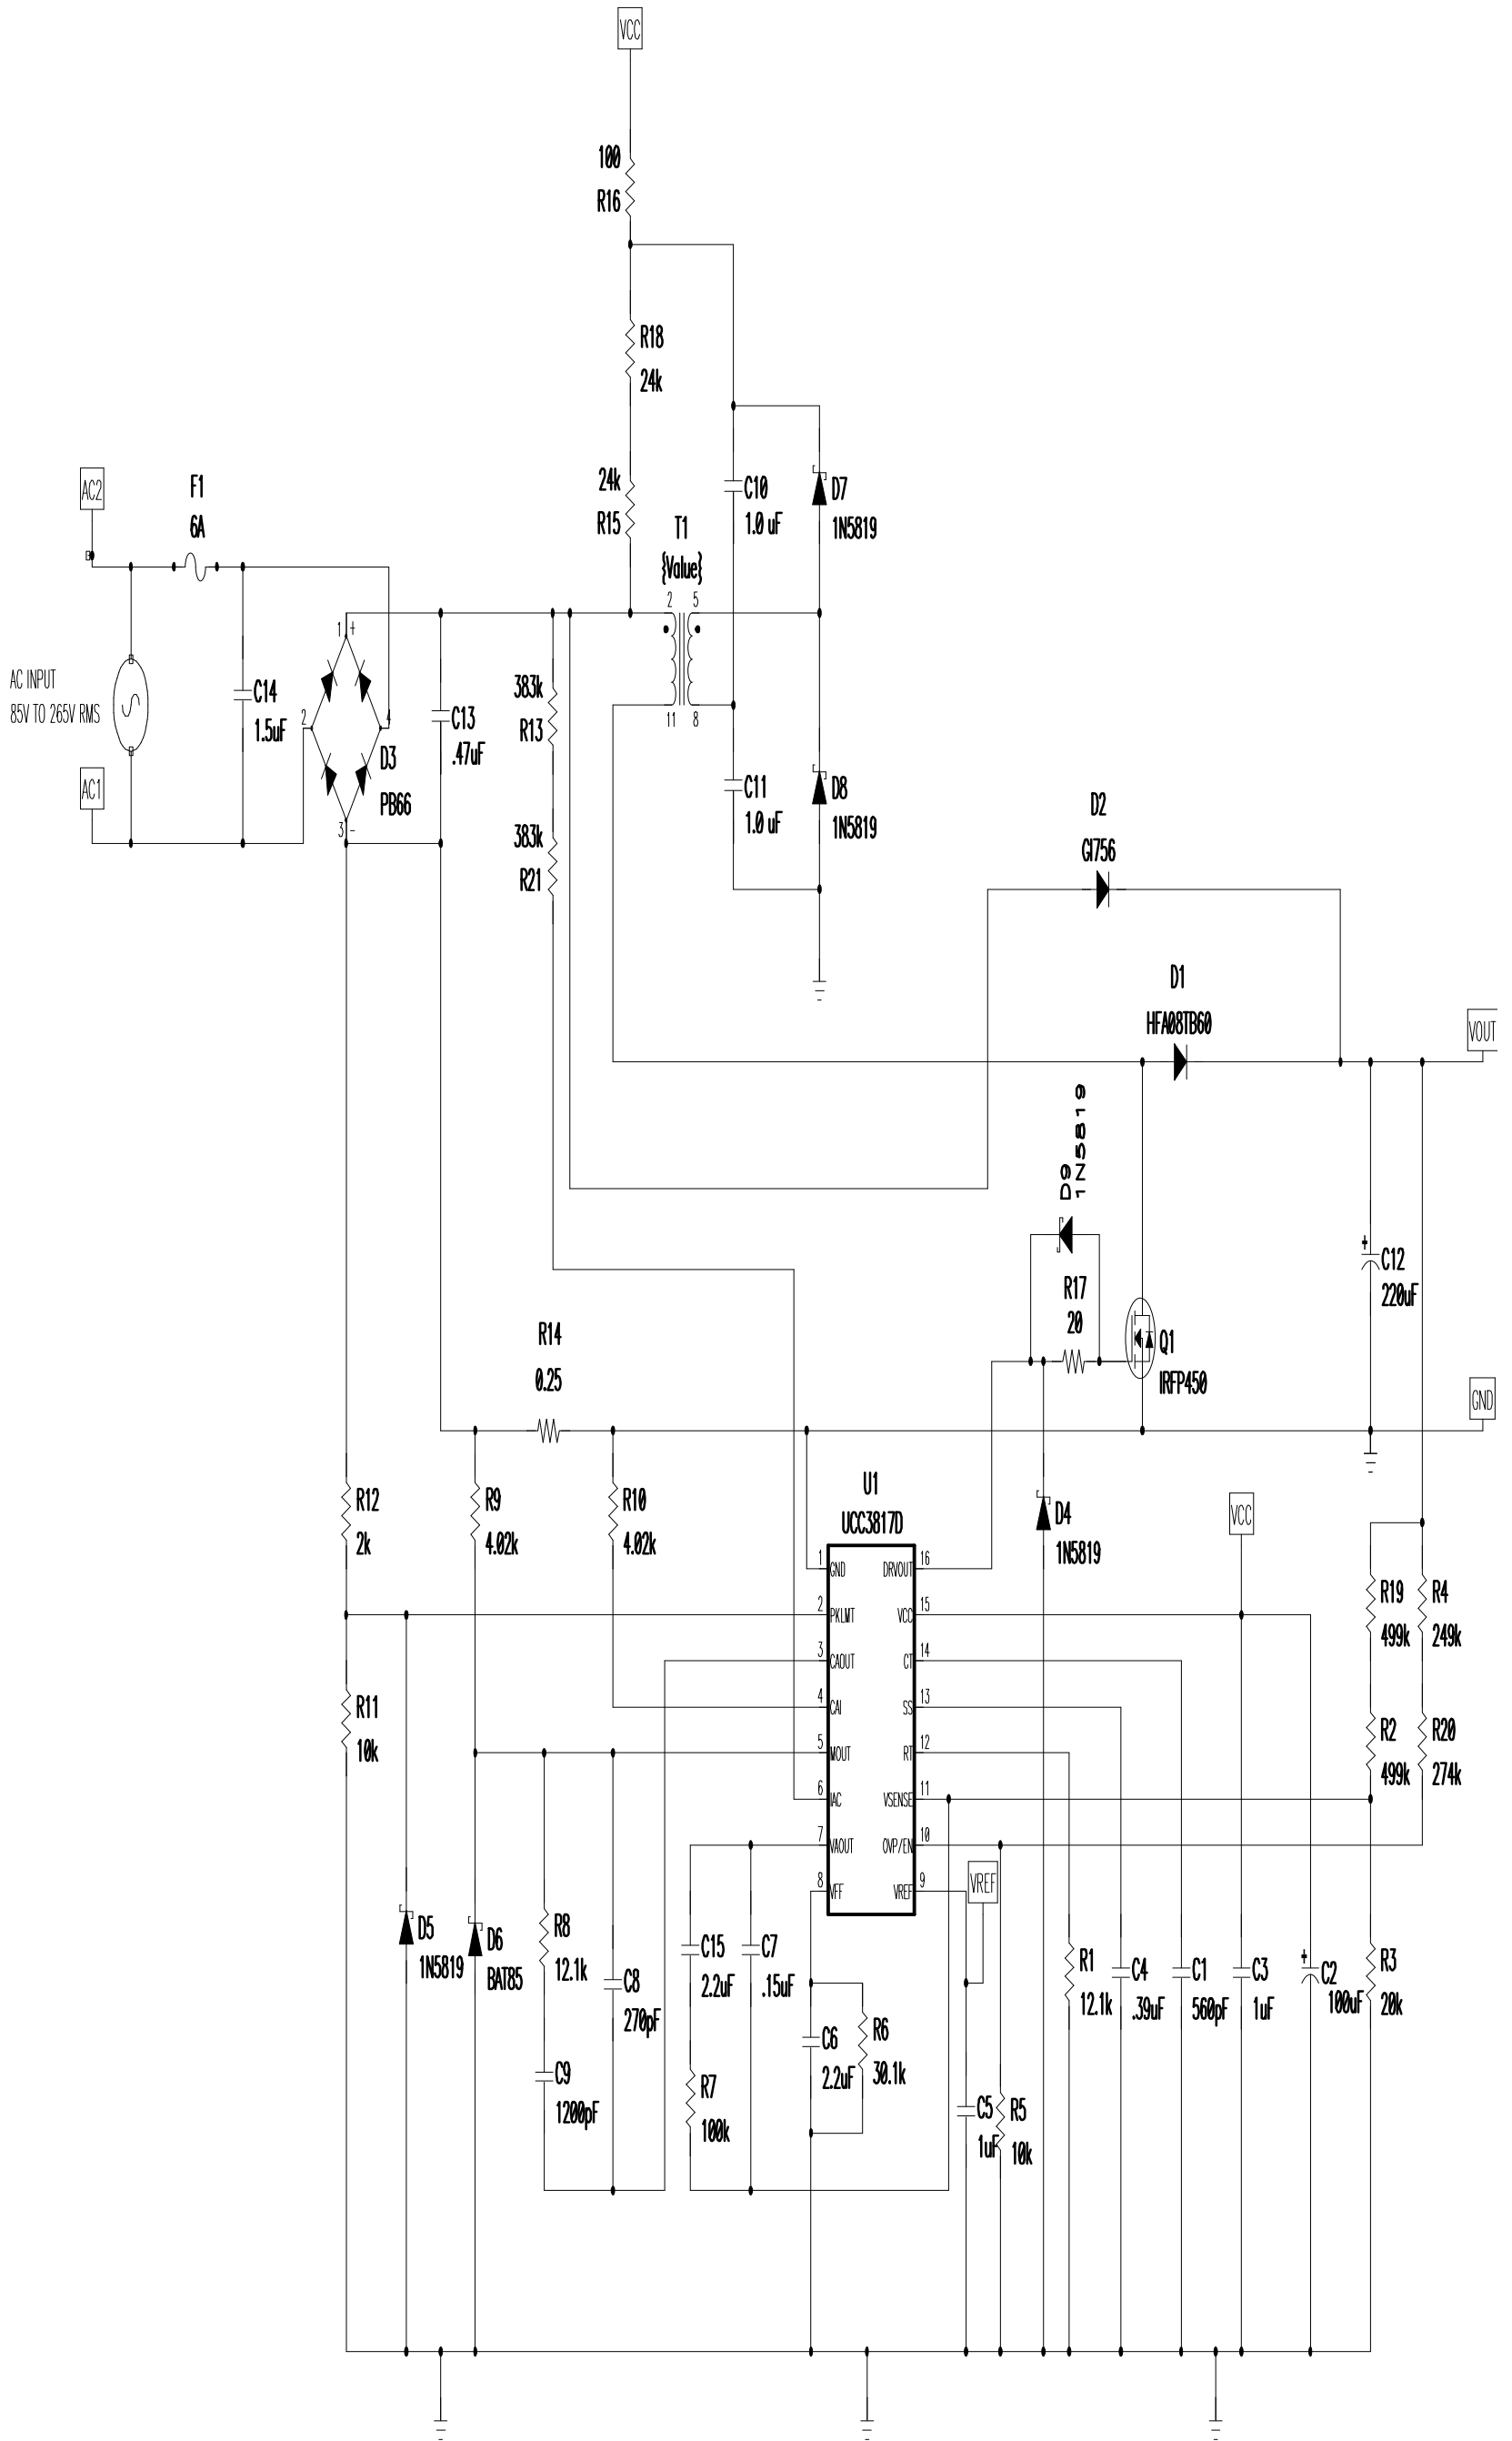 VCC
100
R16
R18
24k
24k
R15
AC2
F1
6A
C10
1.0 uF
D7
1N5819
T1
{Value}
2
5
11
8
AC INPUT
85V TO 265V RMS
C14
1.5uF
1
+
2
4
3
-
D3
PB66
C13
.47uF
383k
R13
383k
R21
AC1
C11
1.0 uF
D8
1N5819
D2
GI756
D1
HFA08TB60
VOUT
D9
1N5819
R17
20
Q1
IRFP450
C12
220uF
+
R14
0.25
GND
R12
2k
R9
4.02k
R10
4.02k
U1
UCC3817D
D4
1N5819
VCC
1
GND
DRVOUT
16
2
PKLMT
VCC
15
3
CAOUT
CT
14
4
CAI
SS
13
5
MOUT
RT
12
6
IAC
VSENSE
11
7
VAOUT
OVP/EN
10
8
VFF
VREF
9
R19
499k
R4
249k
R11
10k
R2
499k
R20
274k
VREF
D5
1N5819
D6
BAT85
R8
12.1k
C8
270pF
C9
1200pF
C15
2.2uF
C7
.15uF
R7
100k
C6
2.2uF
R6
30.1k
C5
1uF
R5
10k
R1
12.1k
C4
.39uF
C1
560pF
C3
1uF
+
C2
100uF
R3
20k